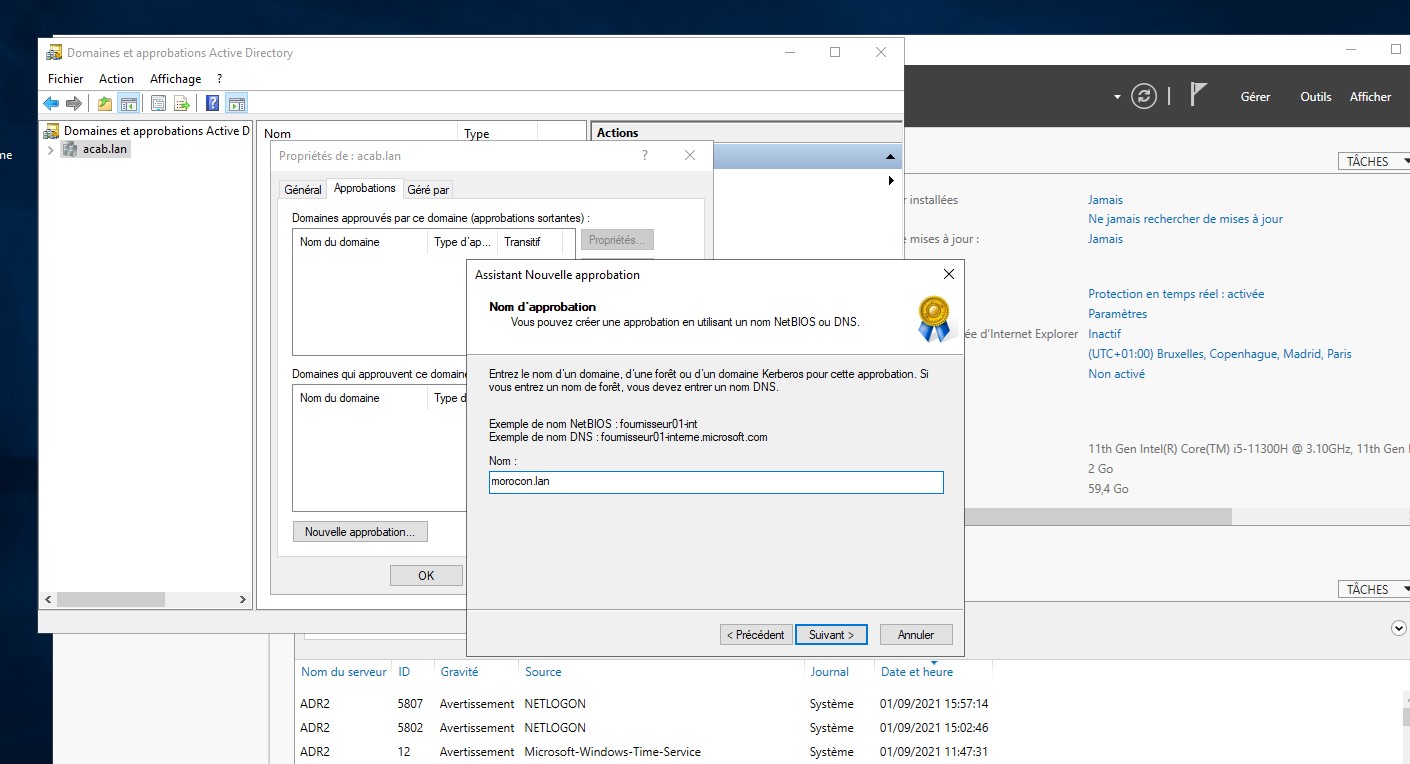 me
Domaines et approbations Active Directory
Fichier Action Affichage ?
Domaines et approbations Active D
acab.lan
Nom Type
Actions
Propriétés de : acab.lan
?
Général Approbations Géré par
Domaines approuvés par ce domaine (approbations sortantes) :
Nom du domaine Type d'ap... Transitif
Propriétés...
Domaines qui approuvent ce domaine
Nom du domaine Type d
Nouvelle approbation...
OK
Assistant Nouvelle approbation
Nom d'approbation
Vous pouvez créer une approbation en utilisant un nom NetBIOS ou DNS.
Entrez le nom d'un domaine, d'une forêt ou d'un domaine Kerberos pour cette approbation. Si
vous entrez un nom de forêt, vous devez entrer un nom DNS.
Exemple de nom NetBIOS : fournisseur01-int
Exemple de nom DNS : fournisseur01-interne.microsoft.com
Nom :
morocon.lan
< Précédent Suivant > Annuler
Gérer Outils Afficher
TÂCHES
installées Jamais
Ne jamais rechercher de mises à jour
mises à jour : Jamais
Protection en temps réel : activée
Paramètres
ée d'Internet Explorer Inactif
(UTC+01:00) Bruxelles, Copenhague, Madrid, Paris
Non activé
11th Gen Intel(R) Core(TM) i5-11300H @ 3.10GHz, 11th Gen
2 Go
59,4 Go
TÂCHES
Nom du serveur ID Gravité Source Journal Date et heure
ADR2 5807 Avertissement NETLOGON Système 01/09/2021 15:57:14
ADR2 5802 Avertissement NETLOGON Système 01/09/2021 15:02:46
ADR2 12 Avertissement Microsoft-Windows-Time-Service Système 01/09/2021 11:47:31